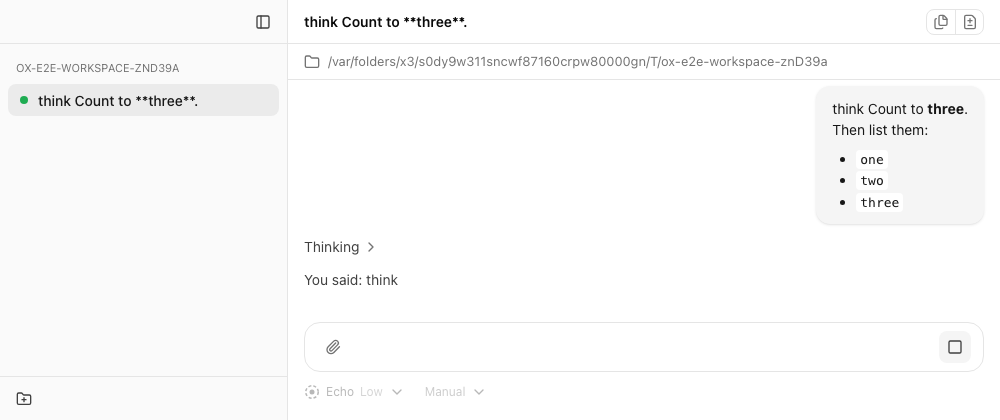 think Count to **three**.
OX-E2E-WORKSPACE-ZND39A
/var/folders/x3/s0dy9w311sncwf87160crpw80000gn/T/ox-e2e-workspace-znD39a
think Count to **three**.
think Count to three.
Then list them:
one
two
three
Thinking
You said: think
Echo Low Manual